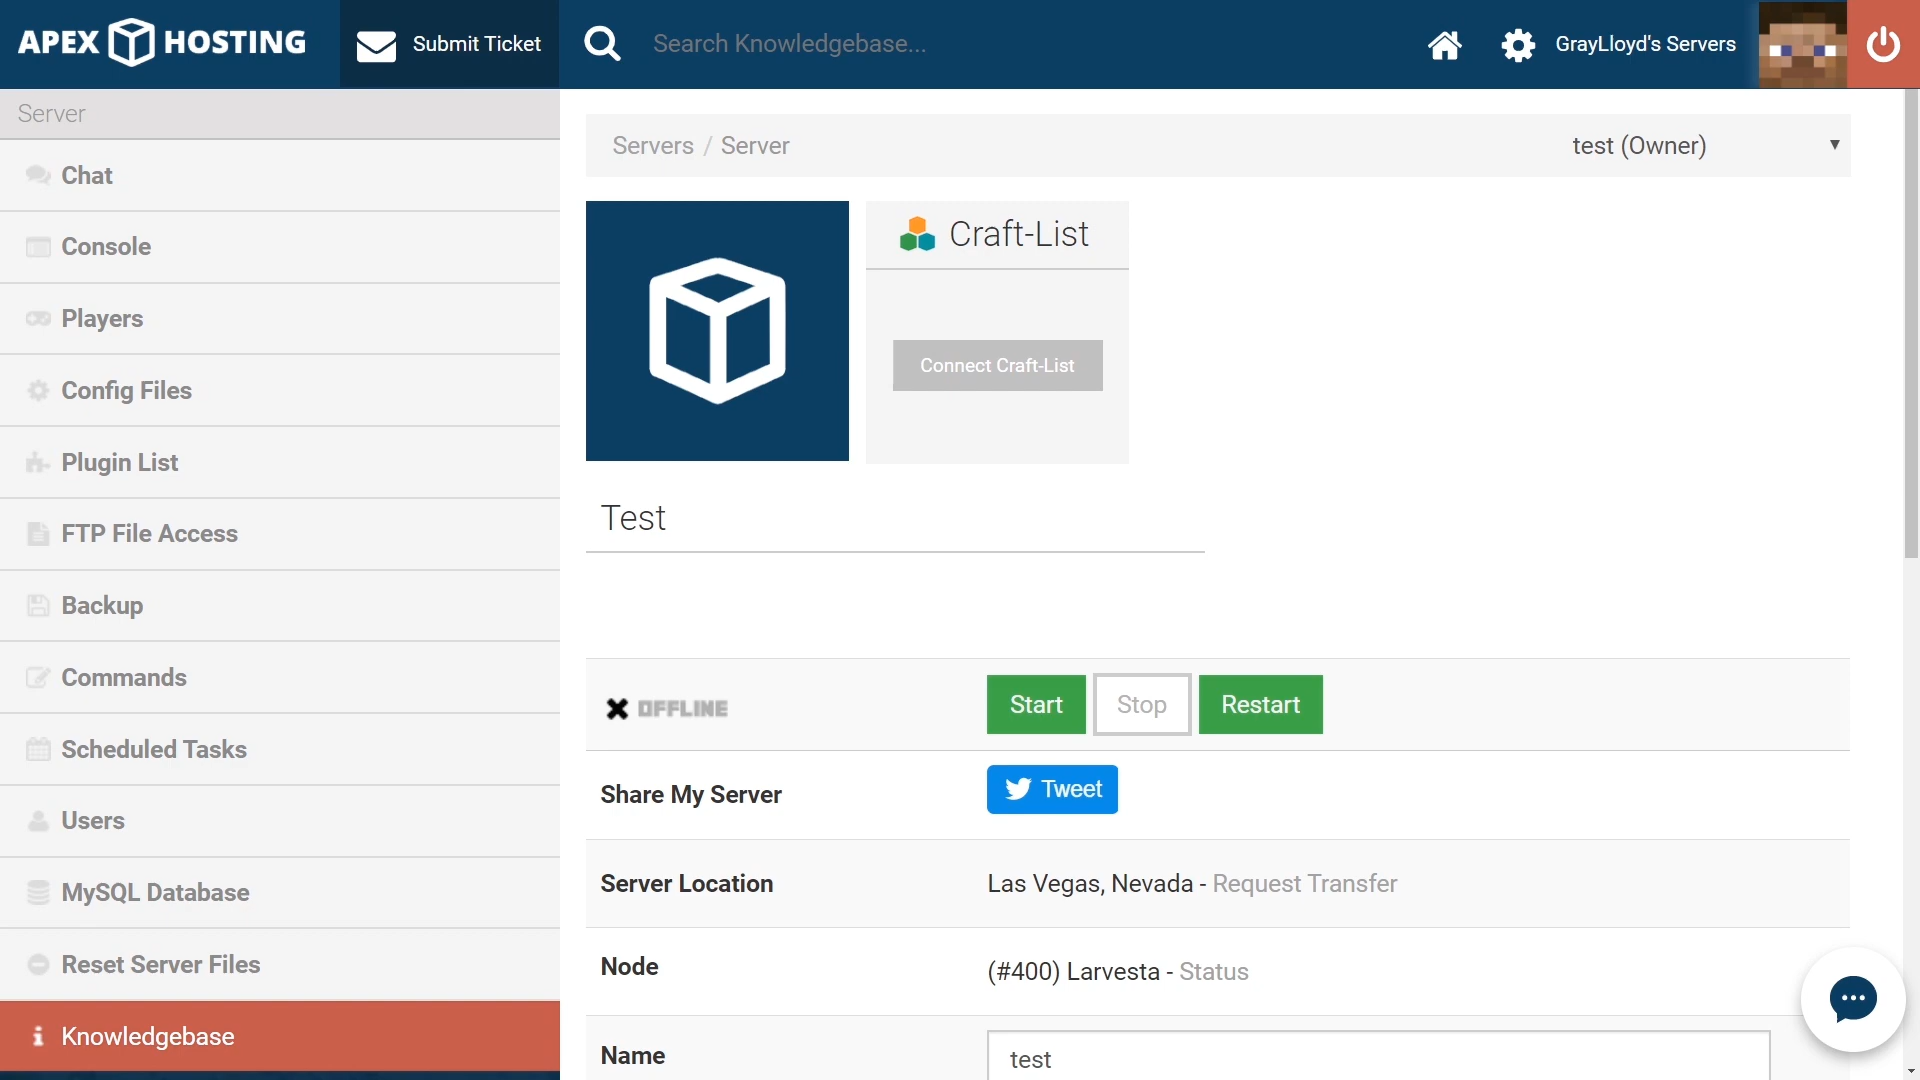 APEX HOSTING
Submit Ticket
Search Knowledgebase...
GrayLloyd's Servers
Server
Chat
Console
Players
Config Files
Plugin List
FTP File Access
Backup
Commands
Scheduled Tasks
Users
MySQL Database
Reset Server Files
Knowledgebase
Servers / Server
test (Owner)
Craft-List
Connect Craft-List
Test
OFFLINE
Start
Stop
Restart
Share My Server
Tweet
Server Location
Las Vegas, Nevada - Request Transfer
Node
(#400) Larvesta - Status
Name
test